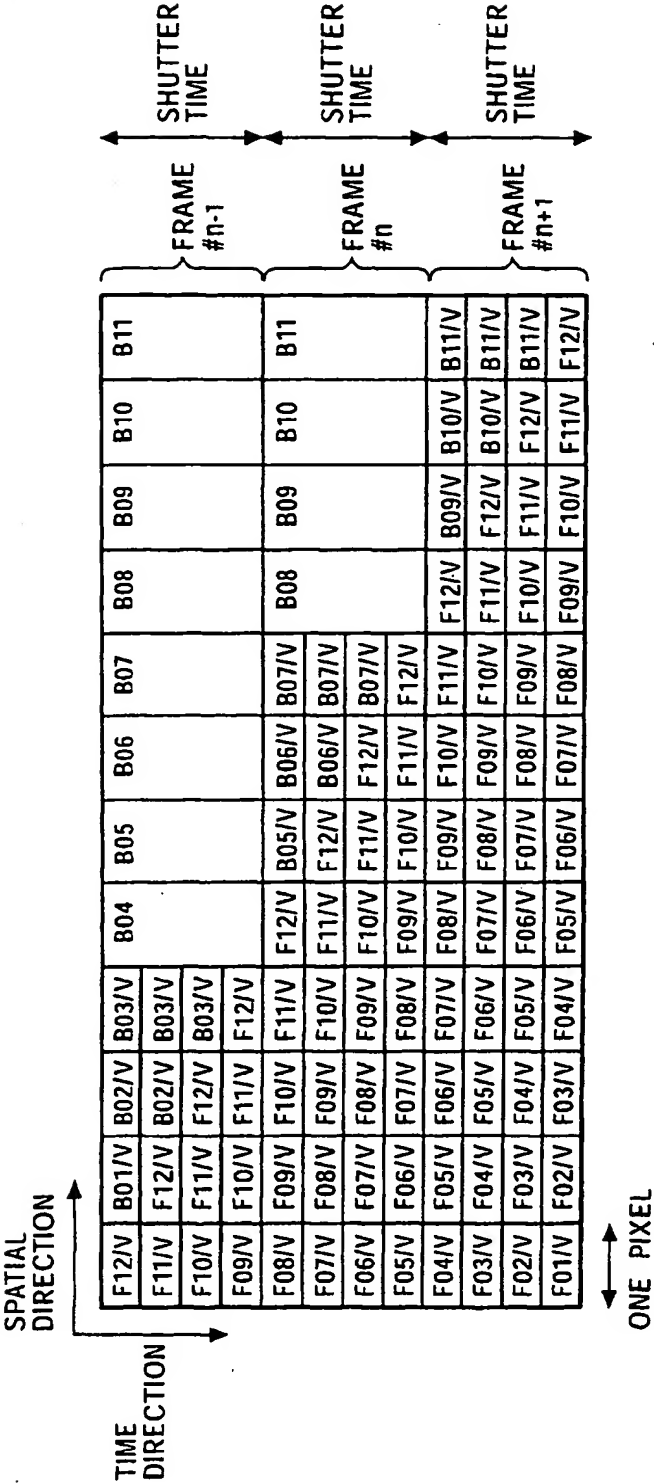 SPATIAL
DIRECTION
TIME
DIRECTION
F12/V B01/V B02/V B03/V B04 B05 B06 B07 B08 B09 B10 B11
F11/V F12/V B02/V B03/V
F10/V F11/V F12/V B03/V
F09/V F10/V F11/V F12/V
FRAME
#n-1
SHUTTER
TIME
F08/V F09/V F10/V F11/V F12/V B05/V B06/V B07/V B08 B09 B10 B11
F07/V F08/V F09/V F10/V F11/V F12/V B06/V B07/V
F06/V F07/V F08/V F09/V F10/V F11/V F12/V B07/V
F05/V F06/V F07/V F08/V F09/V F10/V F11/V F12/V
FRAME
#n
SHUTTER
TIME
F04/V F05/V F06/V F07/V F08/V F09/V F10/V F11/V F12/V B09/V B10/V B11/V
F03/V F04/V F05/V F06/V F07/V F08/V F09/V F10/V F11/V F12/V B10/V B11/V
F02/V F03/V F04/V F05/V F06/V F07/V F08/V F09/V F10/V F11/V F12/V B11/V
F01/V F02/V F03/V F04/V F05/V F06/V F07/V F08/V F09/V F10/V F11/V F12/V
FRAME
#n+1
SHUTTER
TIME
ONE PIXEL